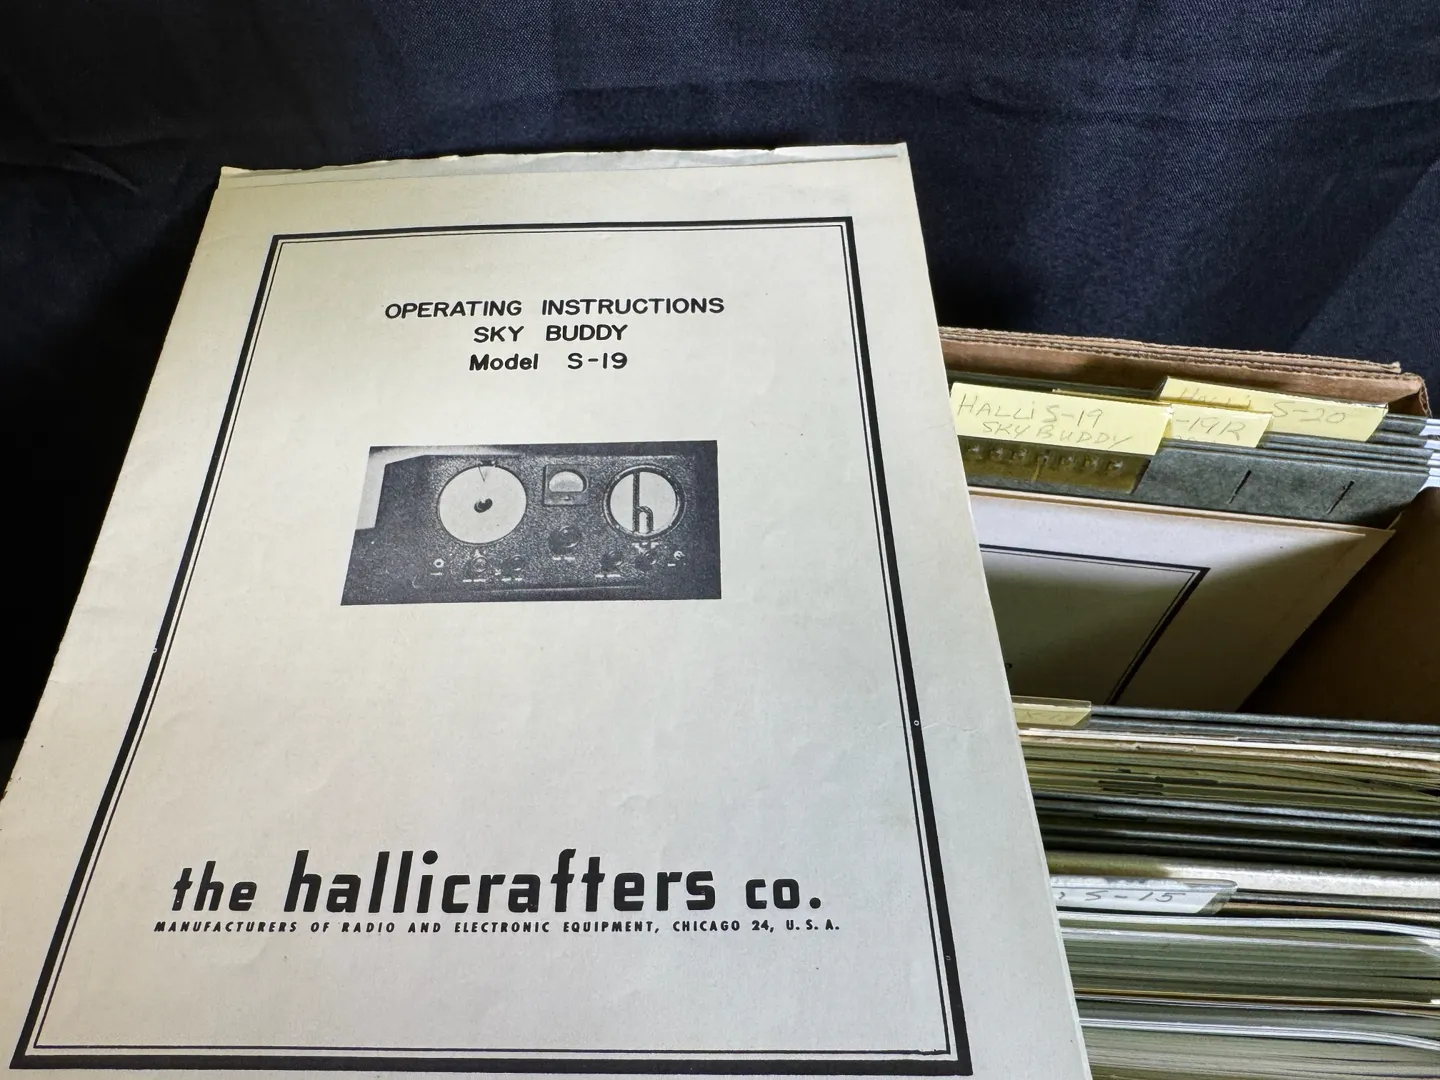 OPERATING INSTRUCTIONS
SKY BUDDY
Model S-19
h
the hallicrafters co.
MANUFACTURERS OF RADIO AND ELECTRONIC EQUIPMENT, CHICAGO 24, U. S. A.
HALLi S-19
SKY BUDDY
-19R
HALLi S-20
S-15